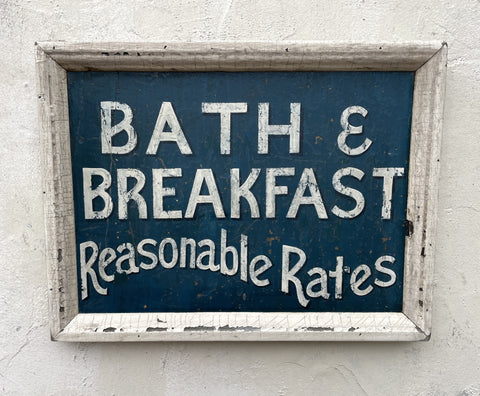 BATH &
BREAKFAST
Reasonable Rates